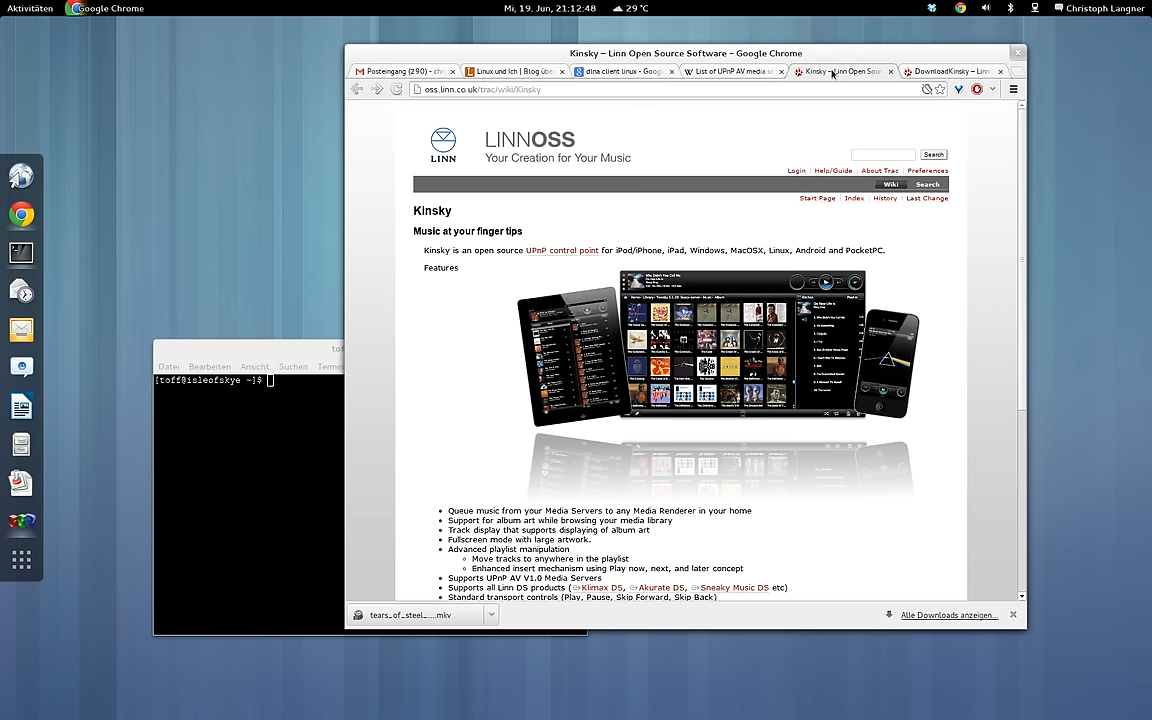 Aktivitäten Google Chrome Mi, 19. Jun, 21:12:48 29 °C Christoph Langner
Kinsky – Linn Open Source Software - Google Chrome
Posteingang (290) - chr Linux und Ich | Blog übe dlna client linux - Goog List of UPnP AV media se Kinsky – Linn Open Sour DownloadKinsky – Linn
oss.linn.co.uk/trac/wiki/Kinsky
LINN
LINNOSS
Your Creation for Your Music
Search
Login Help/Guide About Trac Preferences
Wiki Search
Start Page Index History Last Change
Kinsky
Music at your finger tips
Kinsky is an open source UPnP control point for iPod/iPhone, iPad, Windows, MacOSX, Linux, Android and PocketPC.
Features
Queue music from your Media Servers to any Media Renderer in your home
Support for album art while browsing your media library
Track display that supports displaying of album art
Fullscreen mode with large artwork.
Advanced playlist manipulation
Move tracks to anywhere in the playlist
Enhanced insert mechanism using Play now, next, and later concept
Supports UPnP AV V1.0 Media Servers
Supports all Linn DS products (Klimax DS, Akurate DS, Sneaky Music DS etc)
Standard transport controls (Play, Pause, Skip Forward, Skip Back)
tears_of_steel_....mkv
Alle Downloads anzeigen...
tof
Datei Bearbeiten Ansicht Suchen Termin
[toff@isleofskye ~]$